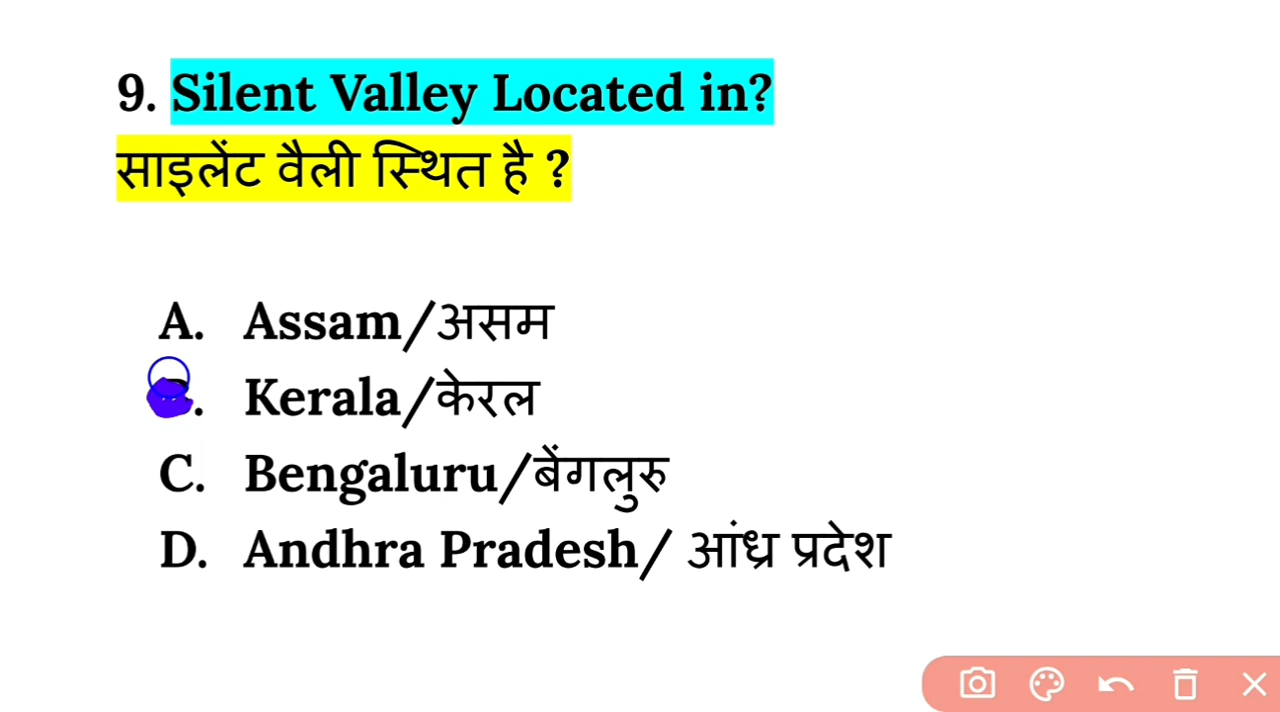 9. Silent Valley Located in?
साइलेंट वैली स्थित है ?
A. Assam/असम
Kerala/केरल
C. Bengaluru/बेंगलुरु
D. Andhra Pradesh/ आंध्र प्रदेश